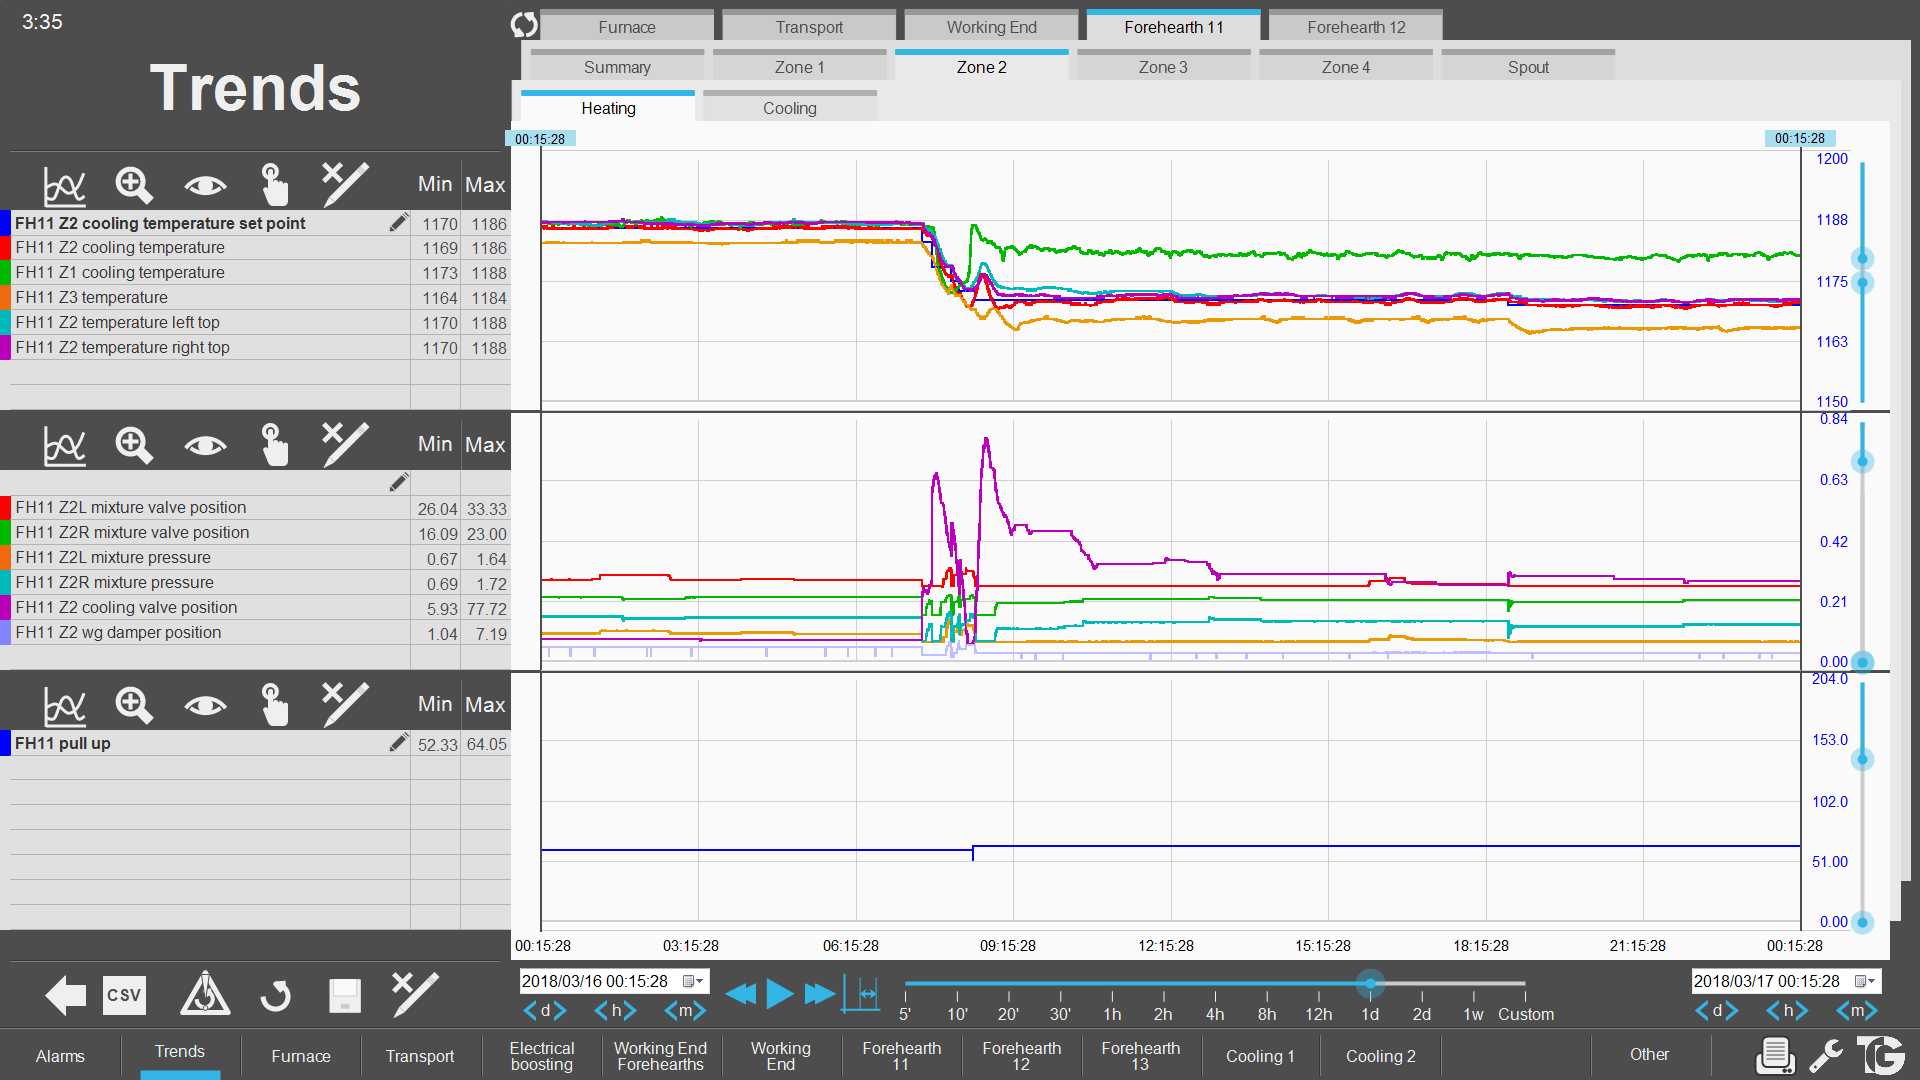 3:35
Trends
Furnace
Transport
Working End
Forehearth 11
Forehearth 12
Summary
Zone 1
Zone 2
Zone 3
Zone 4
Spout
Heating
Cooling
00:15:28
00:15:28
Min Max
FH11 Z2 cooling temperature set point 1170 1186
FH11 Z2 cooling temperature 1169 1186
FH11 Z1 cooling temperature 1173 1188
FH11 Z3 temperature 1164 1184
FH11 Z2 temperature left top 1170 1188
FH11 Z2 temperature right top 1170 1188
1200
1188
1175
1163
1150
Min Max
FH11 Z2L mixture valve position 26.04 33.33
FH11 Z2R mixture valve position 16.09 23.00
FH11 Z2L mixture pressure 0.67 1.64
FH11 Z2R mixture pressure 0.69 1.72
FH11 Z2 cooling valve position 5.93 77.72
FH11 Z2 wg damper position 1.04 7.19
0.84
0.63
0.42
0.21
0.00
Min Max
FH11 pull up 52.33 64.05
204.0
153.0
102.0
51.00
0.00
00:15:28 03:15:28 06:15:28 09:15:28 12:15:28 15:15:28 18:15:28 21:15:28 00:15:28
CSV
2018/03/16 00:15:28
d h m
5' 10' 20' 30' 1h 2h 4h 8h 12h 1d 2d 1w Custom
2018/03/17 00:15:28
d h m
Alarms
Trends
Furnace
Transport
Electrical
boosting
Working End
Forehearths
Working
End
Forehearth
11
Forehearth
12
Forehearth
13
Cooling 1
Cooling 2
Other
TG